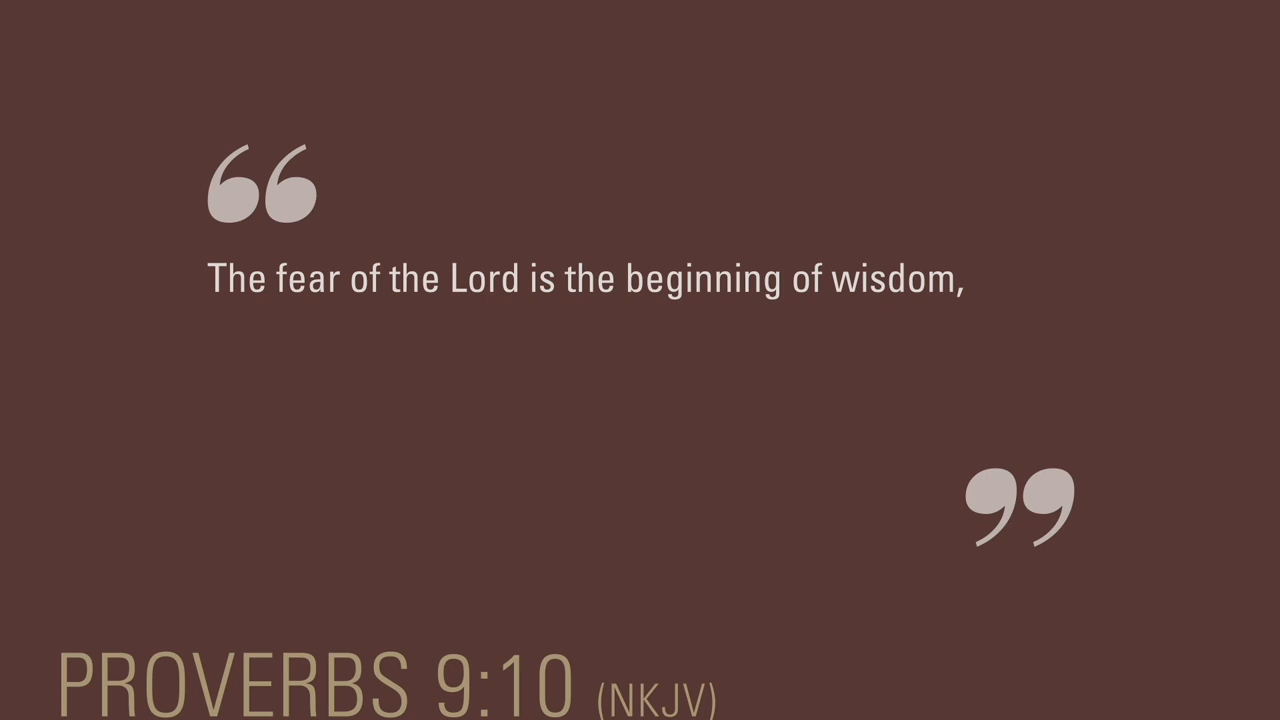 “
The fear of the Lord is the beginning of wisdom,
”
PROVERBS 9:10 (NKJV)